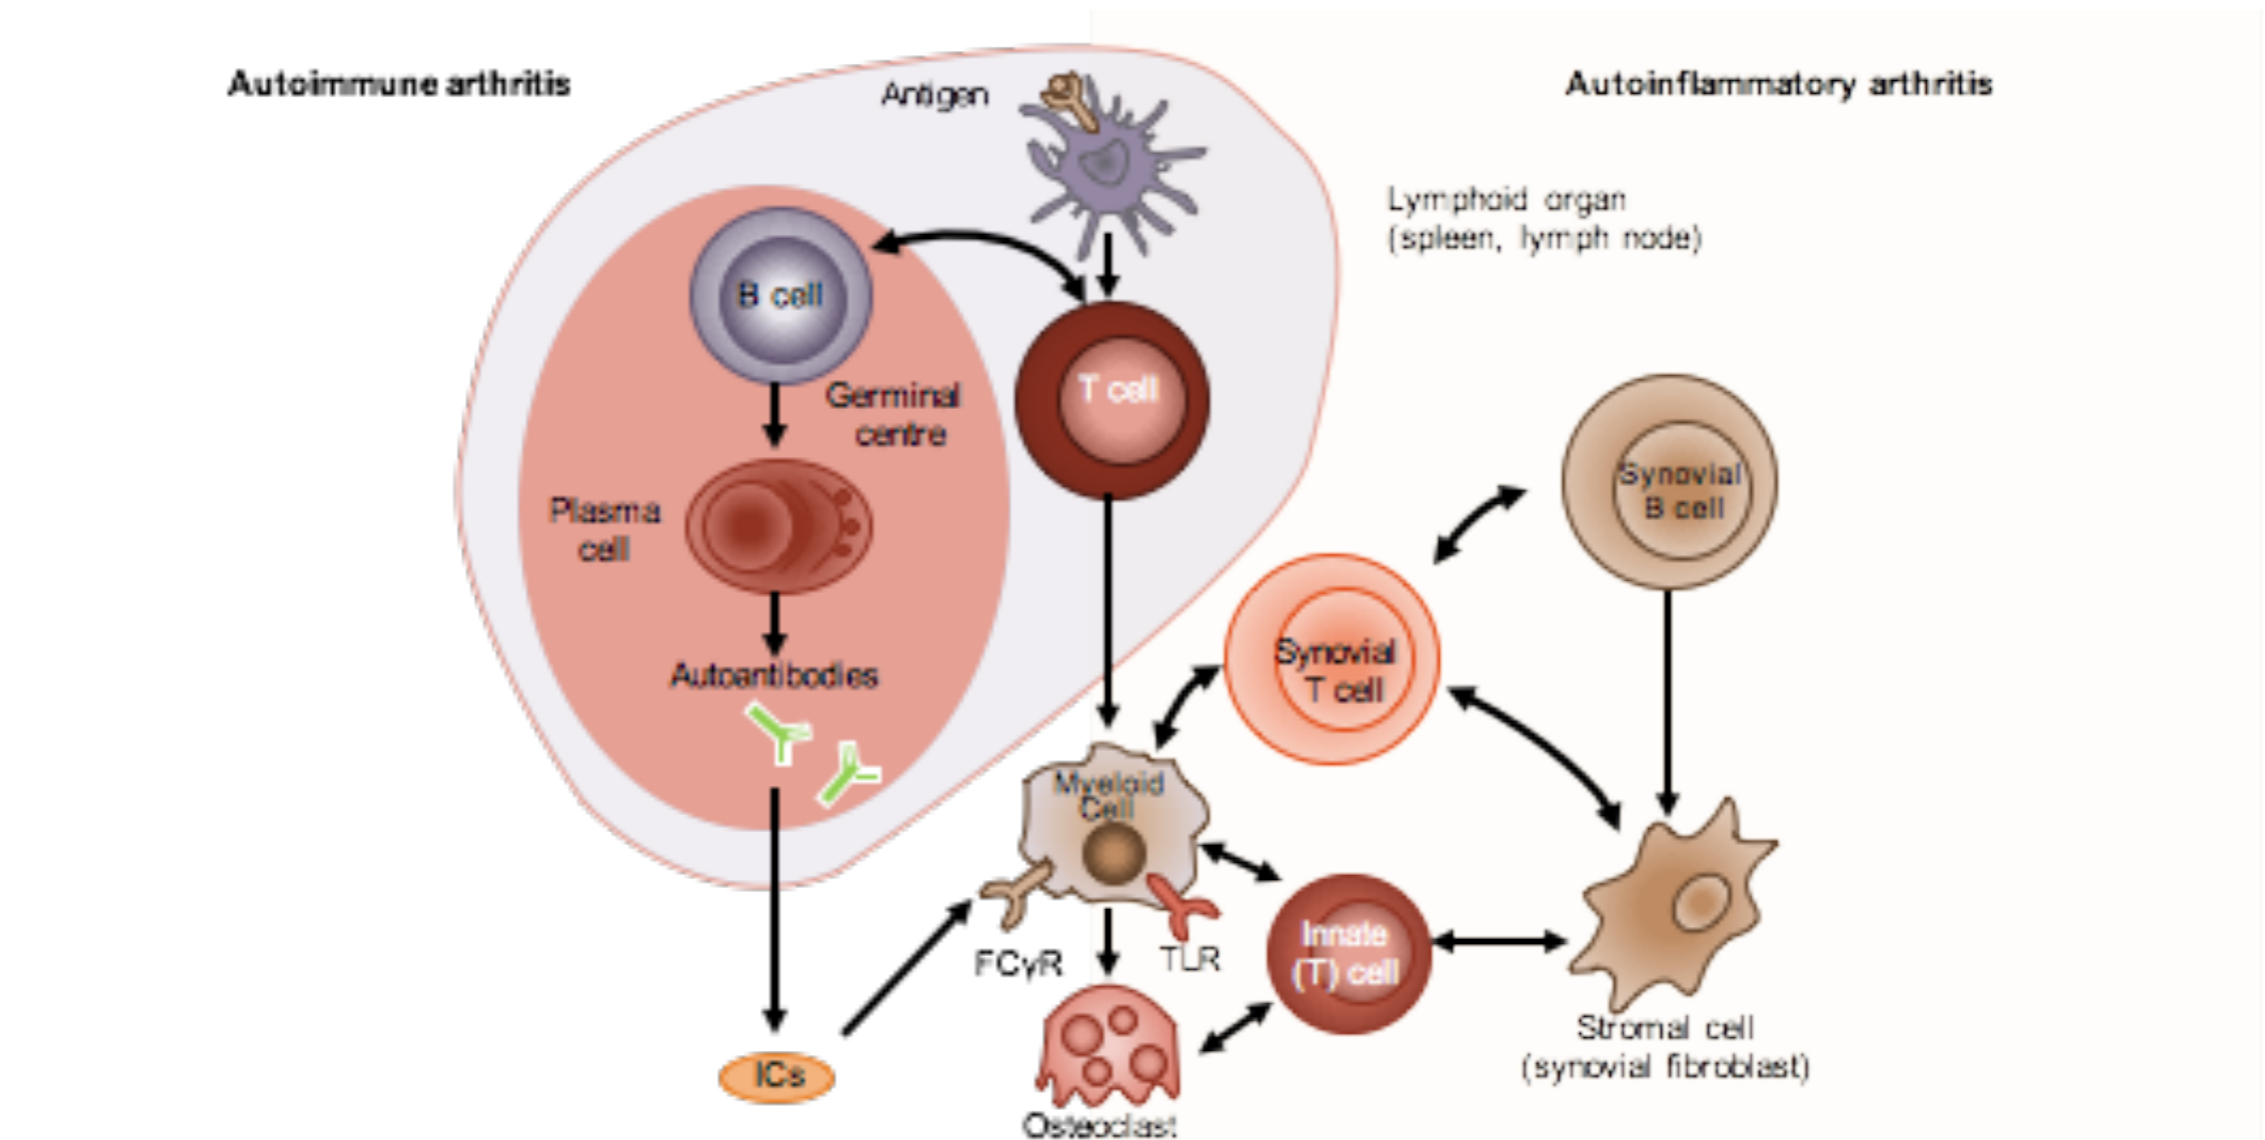 Autoimmune arthritis
Autoinflammatory arthritis
Antigen
Lymphoid organ
(spleen, lymph node)
B cell
T cell
Germinal
centre
Plasma
cell
Autoantibodies
Synovial
B cell
Synovial
T cell
Myeloid
Cell
FCγR
TLR
Innate
(T) cell
Stromal cell
(synovial fibroblast)
ICs
Osteoclast